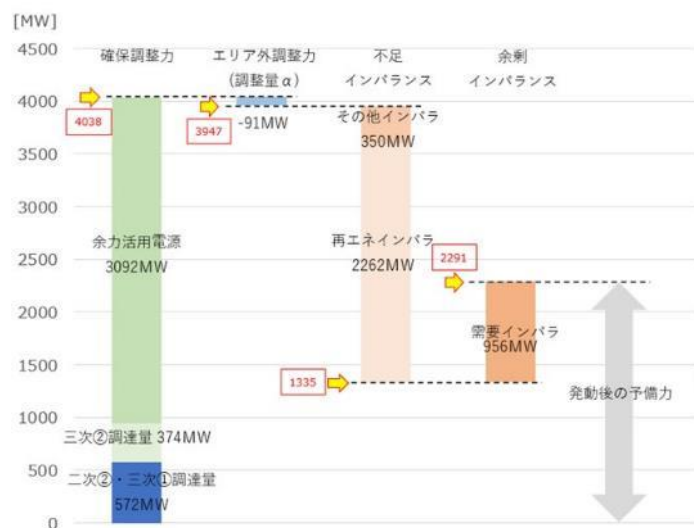 [MW]
確保調整力
エリア外調整力
(調整量α)
不足
インバランス
余剰
インバランス
4500
4000
3500
3000
2500
2000
1500
1000
500
0
4038
3947
-91MW
その他インバラ
350MW
余力活用電源
3092MW
再エネインバラ
2262MW
2291
需要インバラ
956MW
1335
発動後の予備力
三次②調達量 374MW
二次②・三次①調達量
572MW